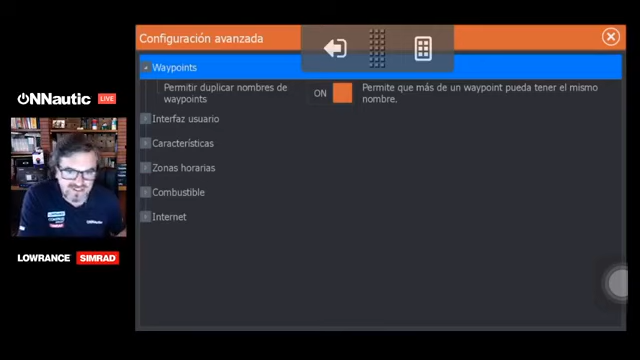 Configuración avanzada
Waypoints
Permitir duplicar nombres de
waypoints
ON
Permite que más de un waypoint pueda tener el mismo
nombre.
Interfaz usuario
Características
Zonas horarias
Combustible
Internet
ONNautic LIVE
LOWRANCE SIMRAD